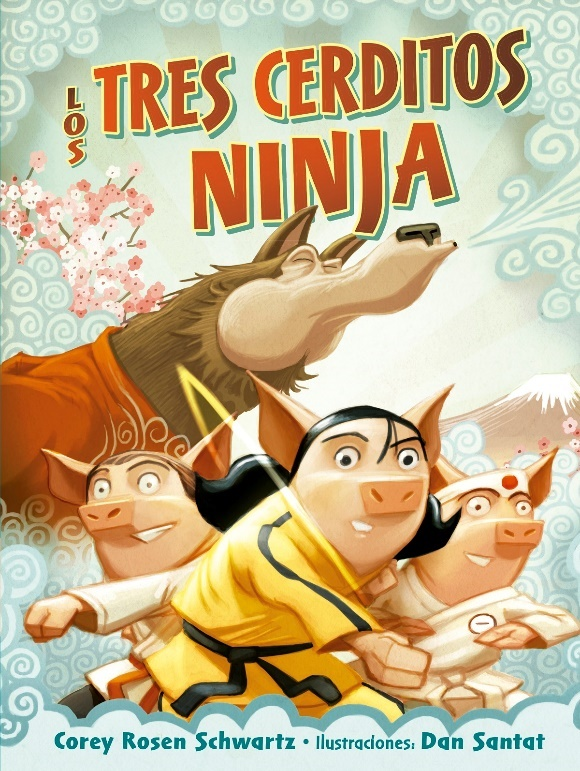 LOS TRES CERDITOS
NINJA
Corey Rosen Schwartz • Ilustraciones: Dan Santat